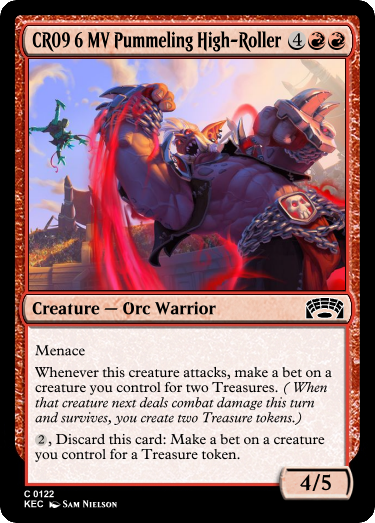 CR09 6 MV Pummeling High-Roller 4
Creature — Orc Warrior
Menace
Whenever this creature attacks, make a bet on a
creature you control for two Treasures. ( When
that creature next deals combat damage this turn
and survives, you create two Treasure tokens.)
2 , Discard this card: Make a bet on a creature
you control for a Treasure token.
4/5
C 0122
KEC Sam Nielson